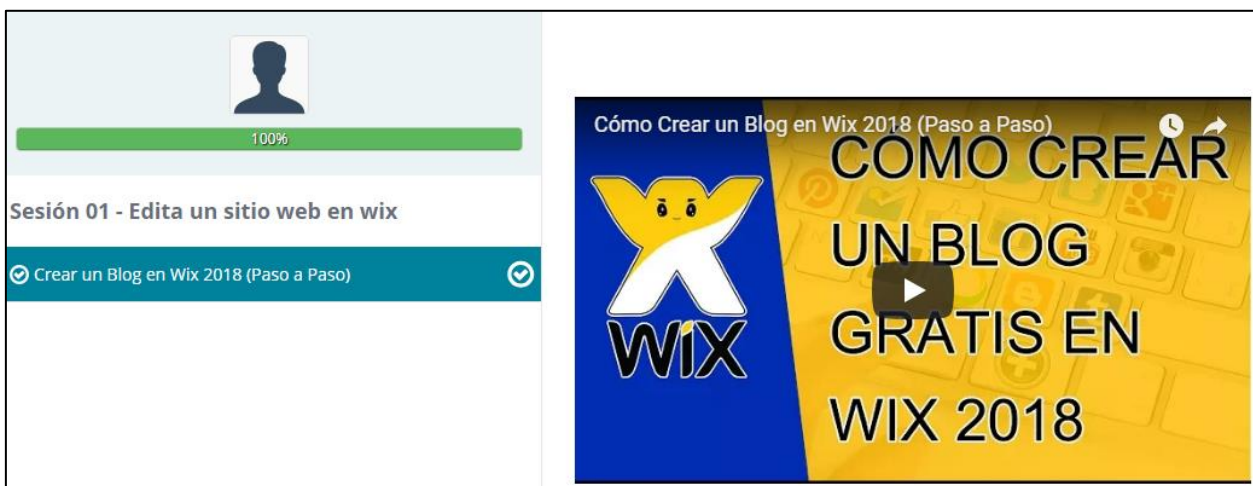 100%
Sesión 01 - Edita un sitio web en wix
Crear un Blog en Wix 2018 (Paso a Paso)
Cómo Crear un Blog en Wix 2018 (Paso a Paso)
CÓMO CREAR
UN BLOG
GRATIS EN
WIX 2018
WiX